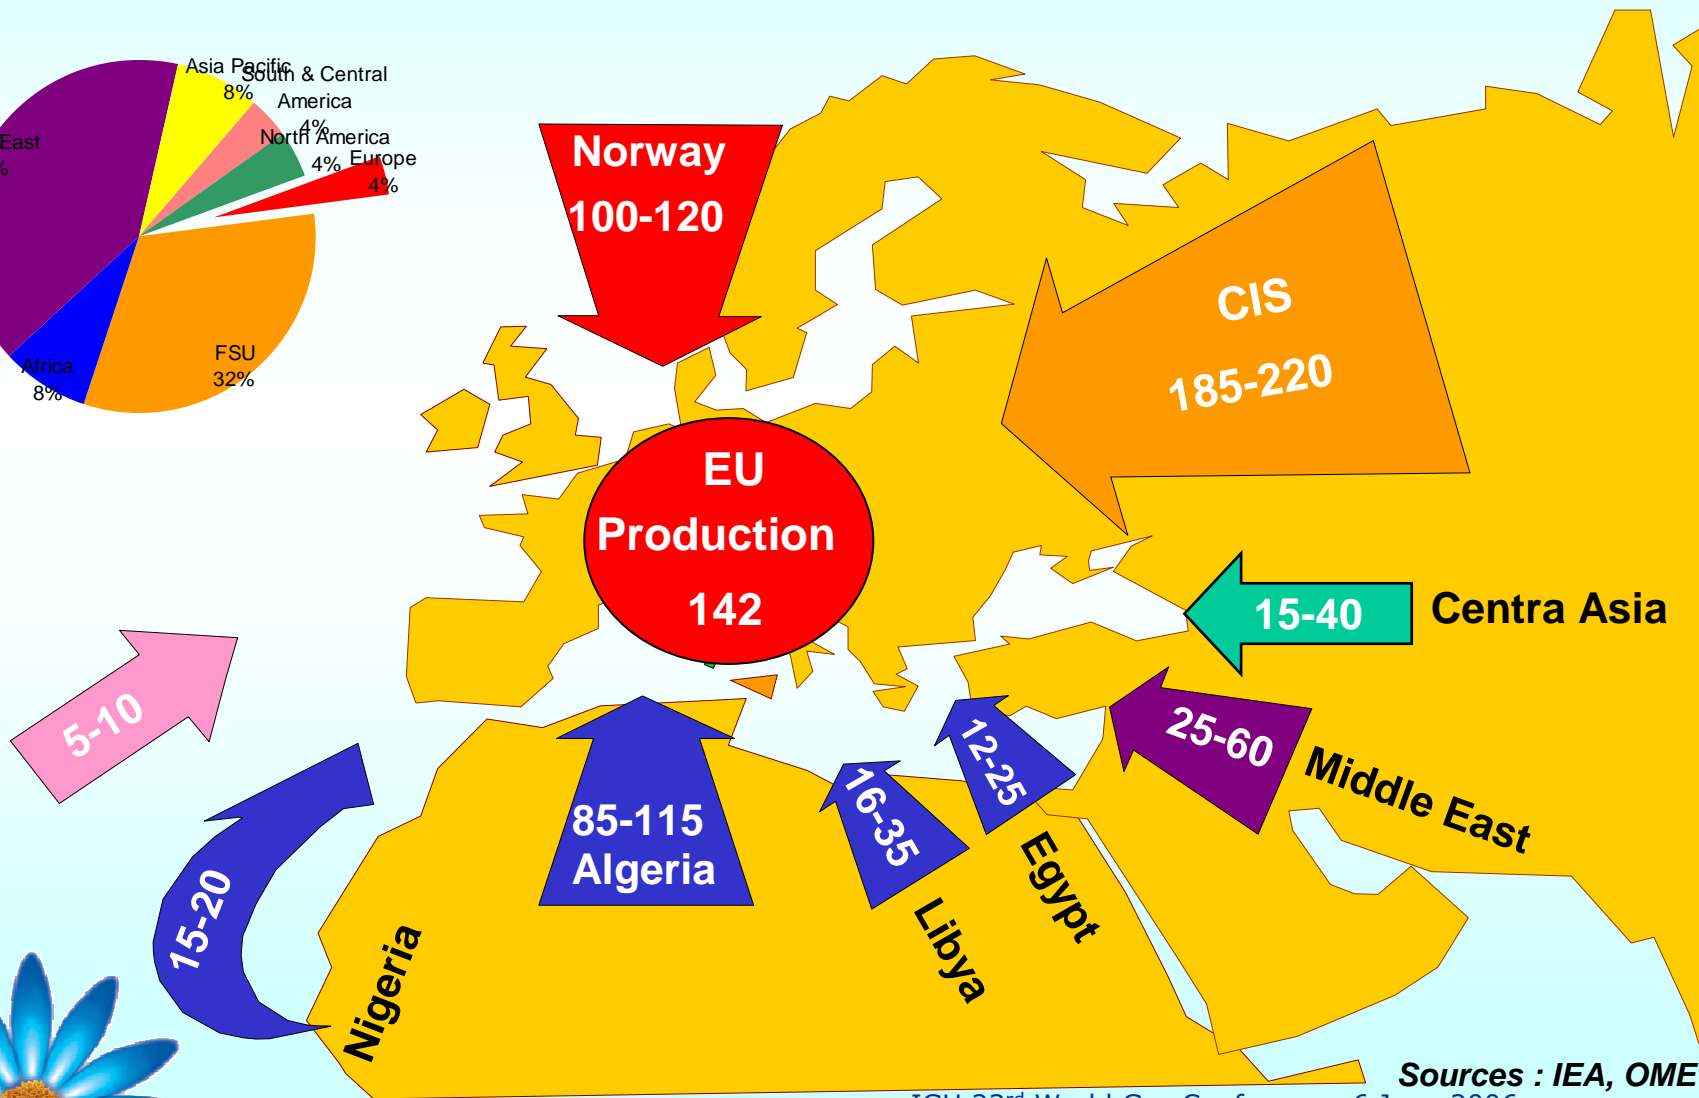 Asia Pacific
8%
South & Central
America
4%
North America
4%
Europe
4%
East
%
FSU
32%
Africa
8%
Norway
100-120
CIS
185-220
EU
Production
142
15-40
Centra Asia
5-10
25-60
Middle East
12-25
Egypt
16-35
Libya
85-115
Algeria
15-20
Nigeria
Sources : IEA, OME